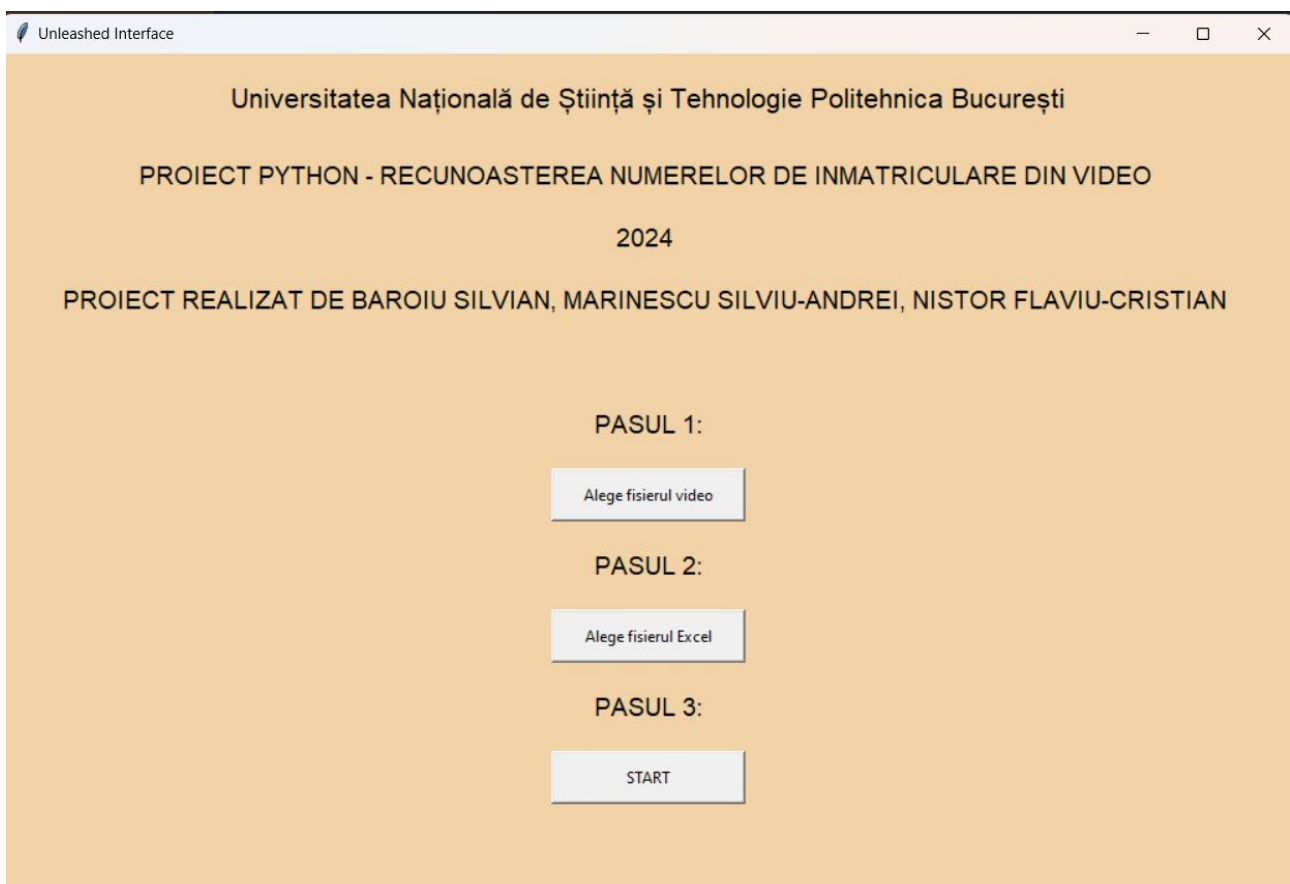 Unleashed Interface
Universitatea Națională de Știință și Tehnologie Politehnica București
PROIECT PYTHON - RECUNOASTEREA NUMERELOR DE INMATRICULARE DIN VIDEO
2024
PROIECT REALIZAT DE BAROIU SILVIAN, MARINESCU SILVIU-ANDREI, NISTOR FLAVIU-CRISTIAN
PASUL 1:
Alege fisierul video
PASUL 2:
Alege fisierul Excel
PASUL 3:
START